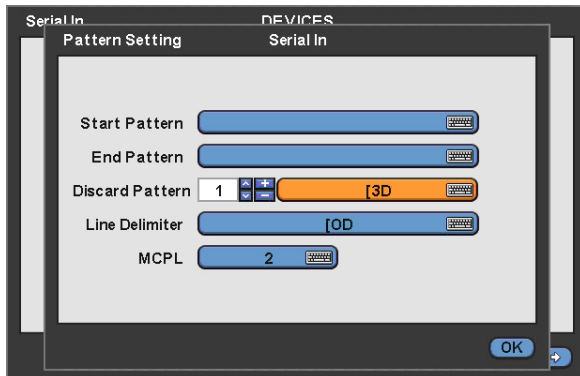 Serial In DEVICES
Pattern Setting Serial In
Start Pattern
End Pattern
Discard Pattern 1 [3D
Line Delimiter [OD
MCPL 2
OK